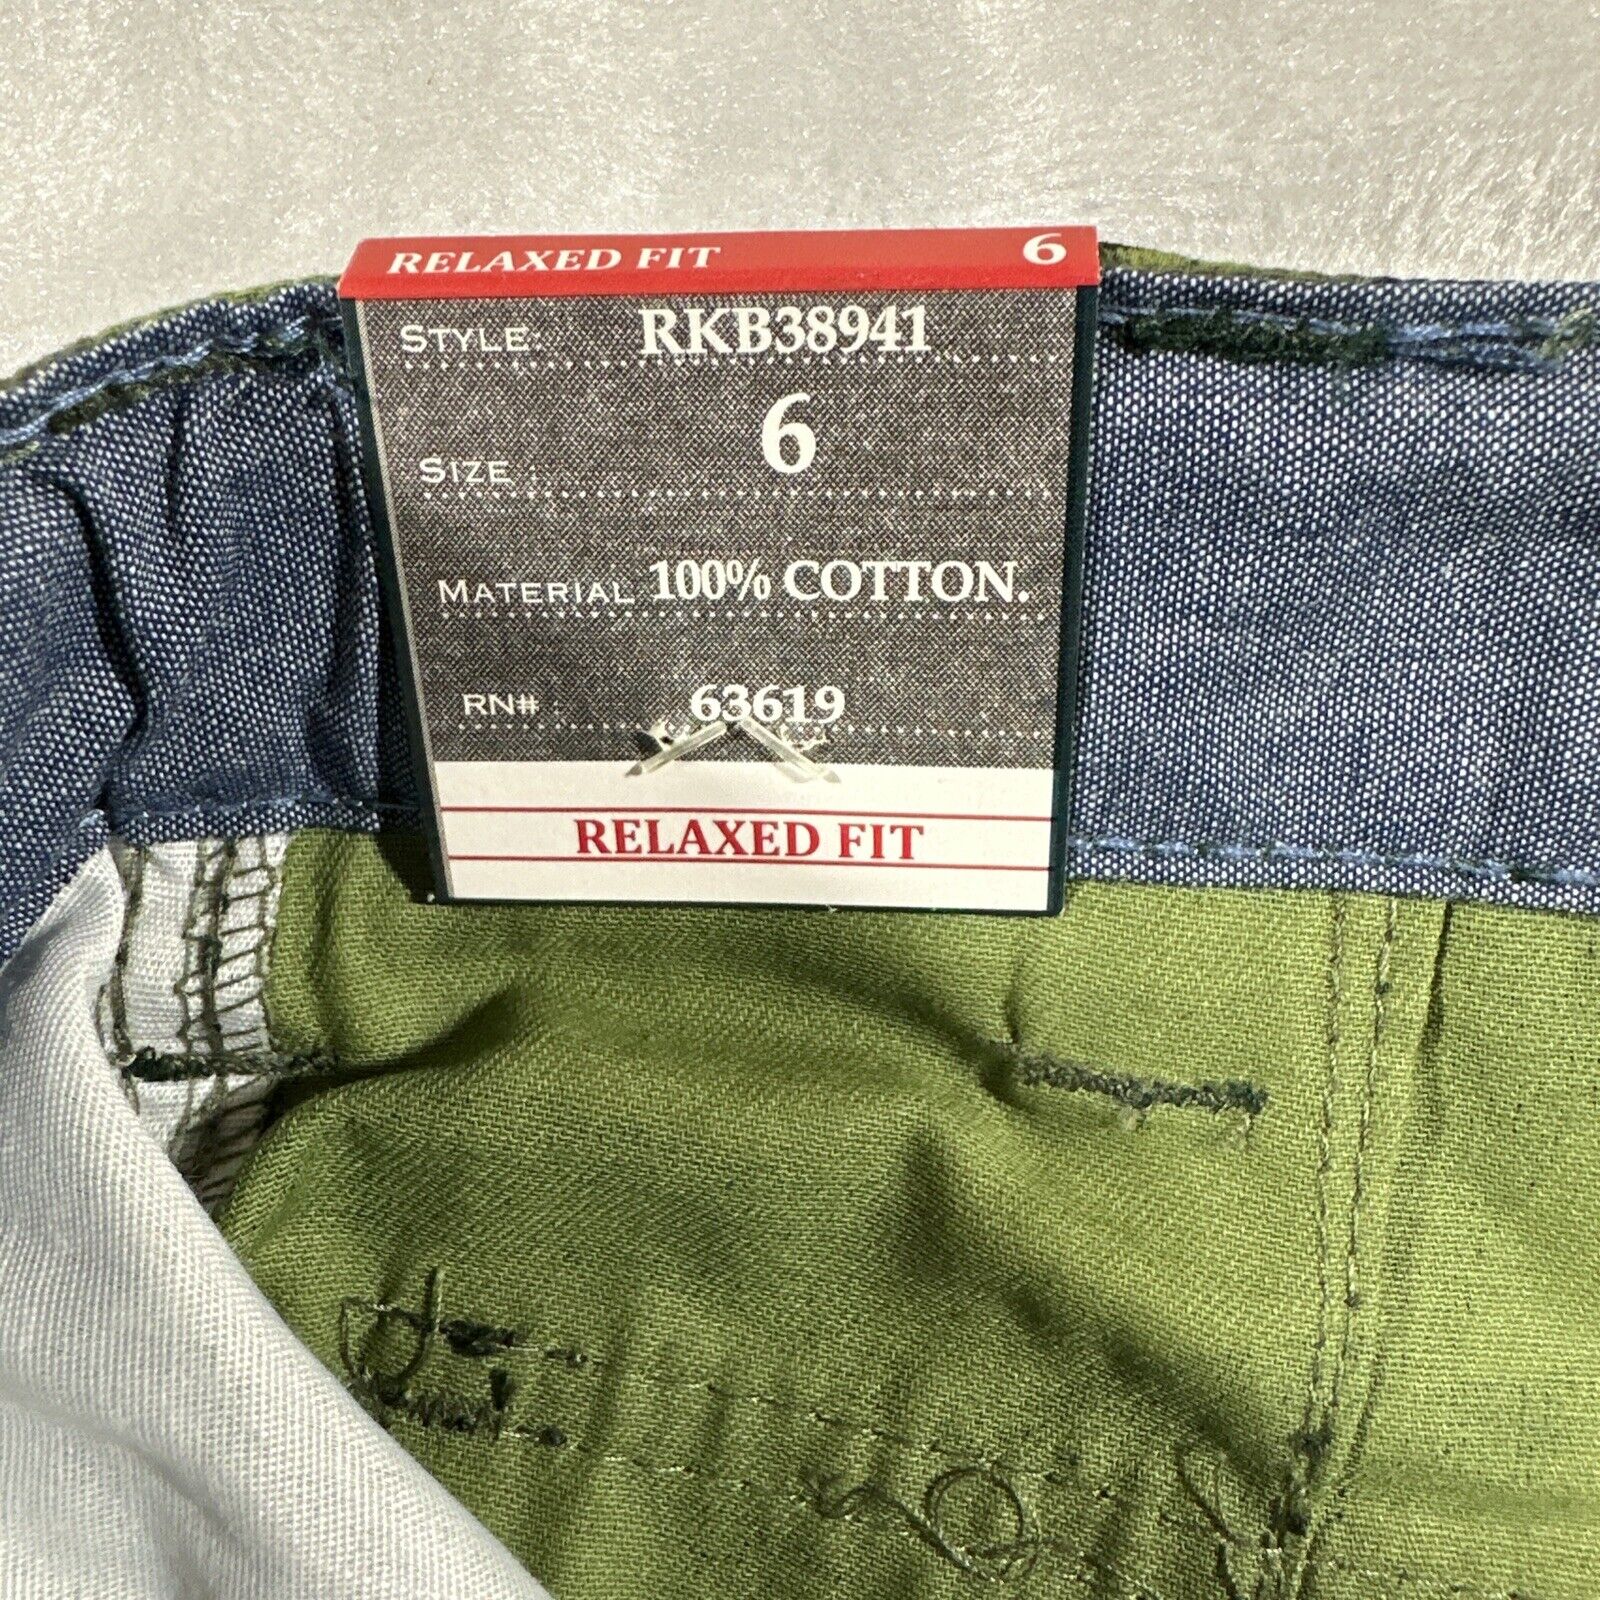 RELAXED FIT 6
STYLE: RKB38941
SIZE : 6
MATERIAL 100% COTTON.
RN# : 63619
RELAXED FIT